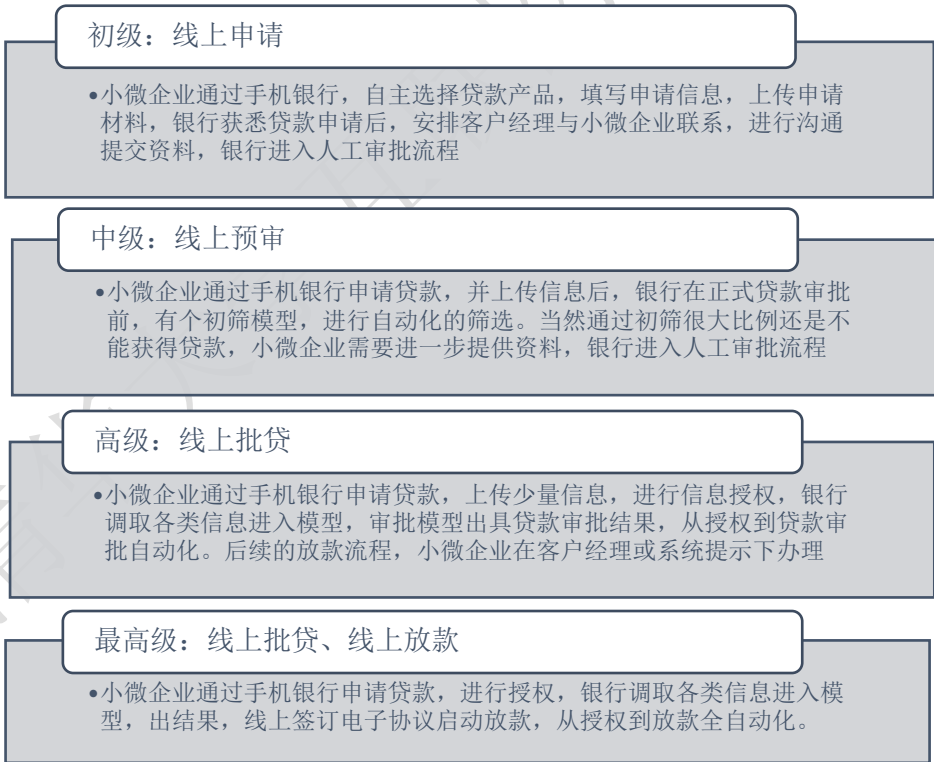 初级：线上申请
•小微企业通过手机银行，自主选择贷款产品，填写申请信息，上传申请
材料，银行获悉贷款申请后，安排客户经理与小微企业联系，进行沟通
提交资料，银行进入人工审批流程
中级：线上预审
•小微企业通过手机银行申请贷款，并上传信息后，银行在正式贷款审批
前，有个初筛模型，进行自动化的筛选。当然通过初筛很大比例还是不
能获得贷款，小微企业需要进一步提供资料，银行进入人工审批流程
高级：线上批贷
•小微企业通过手机银行申请贷款，上传少量信息，进行信息授权，银行
调取各类信息进入模型，审批模型出具贷款审批结果，从授权到贷款审
批自动化。后续的放款流程，小微企业在客户经理或系统提示下办理
最高级：线上批贷、线上放款
•小微企业通过手机银行申请贷款，进行授权，银行调取各类信息进入模
型，出结果，线上签订电子协议启动放款，从授权到放款全自动化。